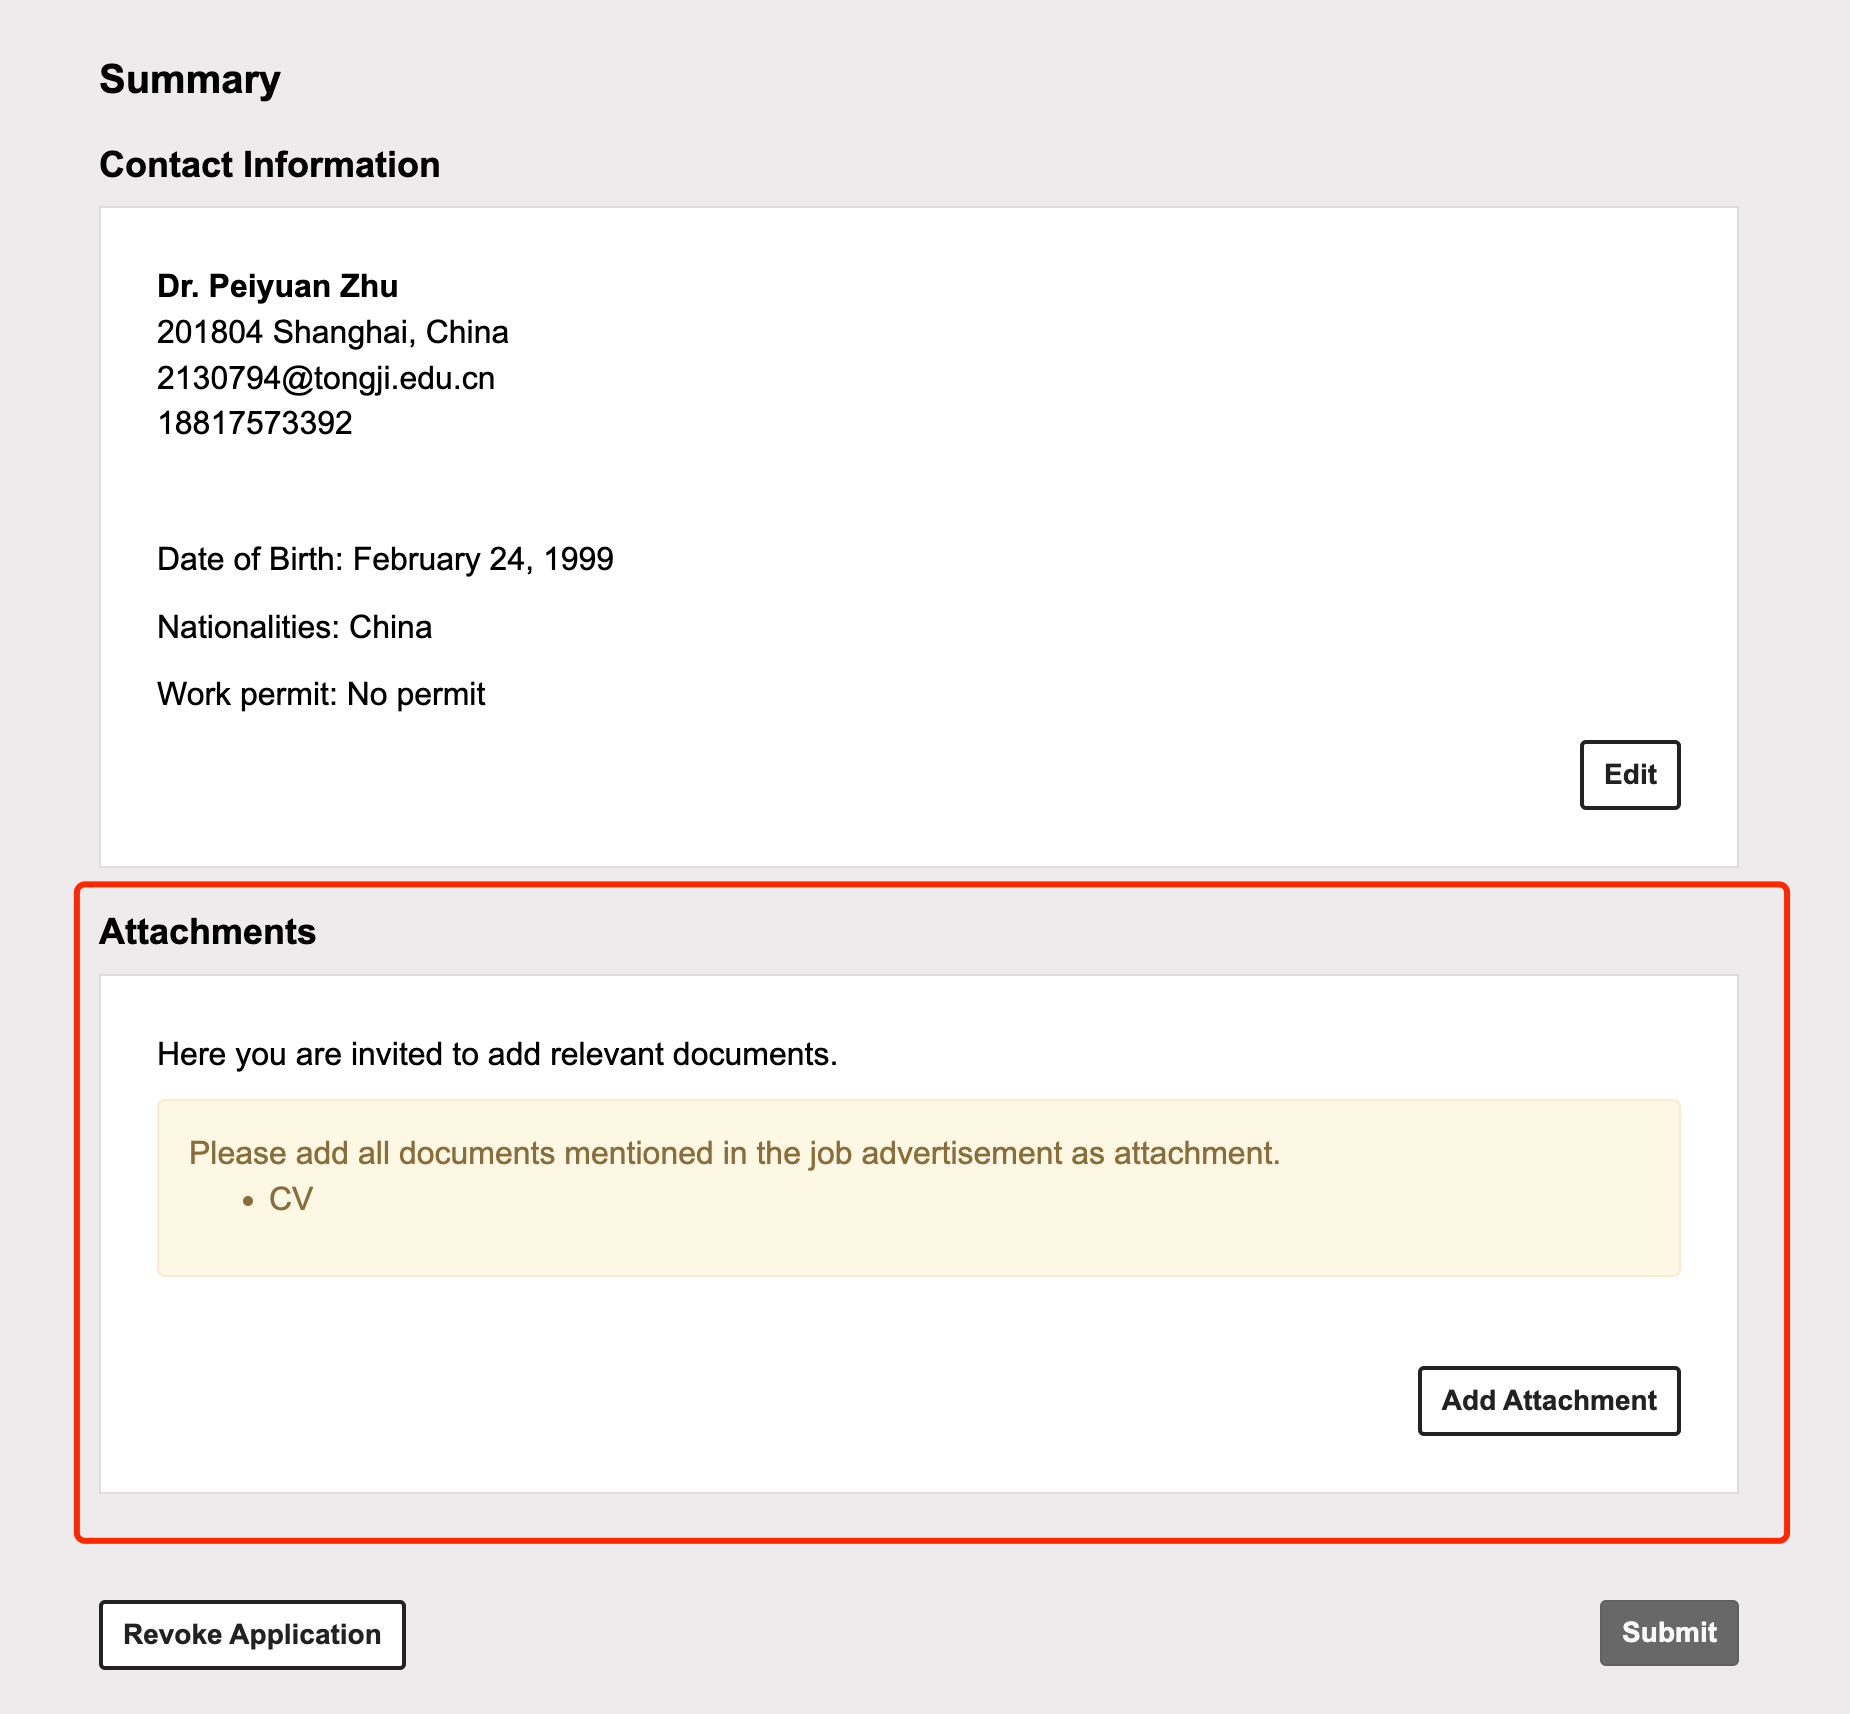 Summary
Contact Information
Dr. Peiyuan Zhu
201804 Shanghai, China
2130794@tongji.edu.cn
18817573392
Date of Birth: February 24, 1999
Nationalities: China
Work permit: No permit
Edit
Attachments
Here you are invited to add relevant documents.
Please add all documents mentioned in the job advertisement as attachment.
• CV
Add Attachment
Revoke Application
Submit